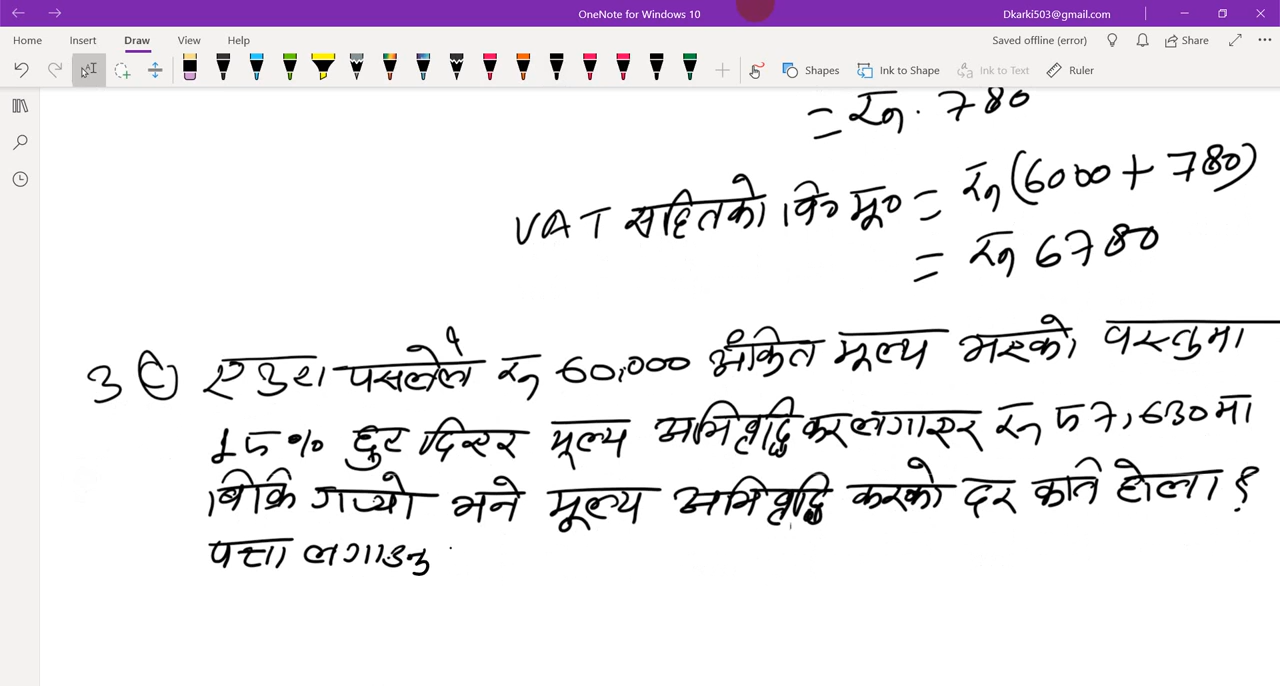 OneNote for Windows 10
Dkarki503@gmail.com
Home Insert Draw View Help
Saved offline (error) Share
Shapes Ink to Shape Ink to Text Ruler
= रु. 780
VAT सहितको वि० मू० = रु (6000 + 780)
= रु 6780
3 c) एउटा पसलेले रु 60,000 अंकित मूल्य भएको वस्तुमा
15% छुट दिएर मूल्य अभिवृद्धि कर लगाएर रु 57,630 मा
बिक्रि गर्‍यो भने मूल्य अभिवृद्धि करको दर कति होला ?
पत्ता लगाउनु